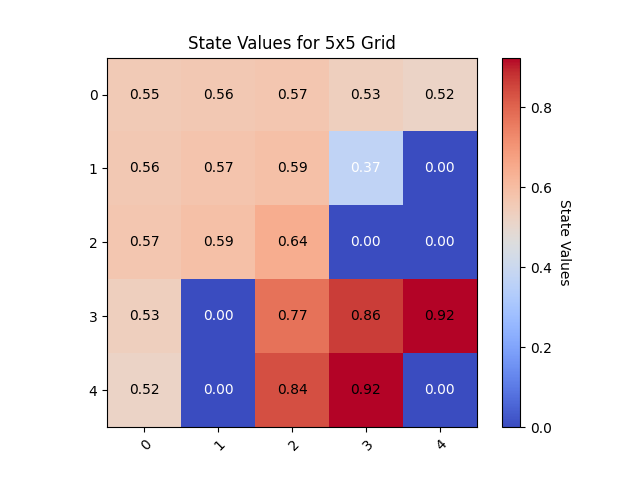 State Values for 5x5 Grid
0 0.55 0.56 0.57 0.53 0.52
1 0.56 0.57 0.59 0.37 0.00
2 0.57 0.59 0.64 0.00 0.00
3 0.53 0.00 0.77 0.86 0.92
4 0.52 0.00 0.84 0.92 0.00
0 1 2 3 4
0.8
0.6
0.4
0.2
0.0
State Values